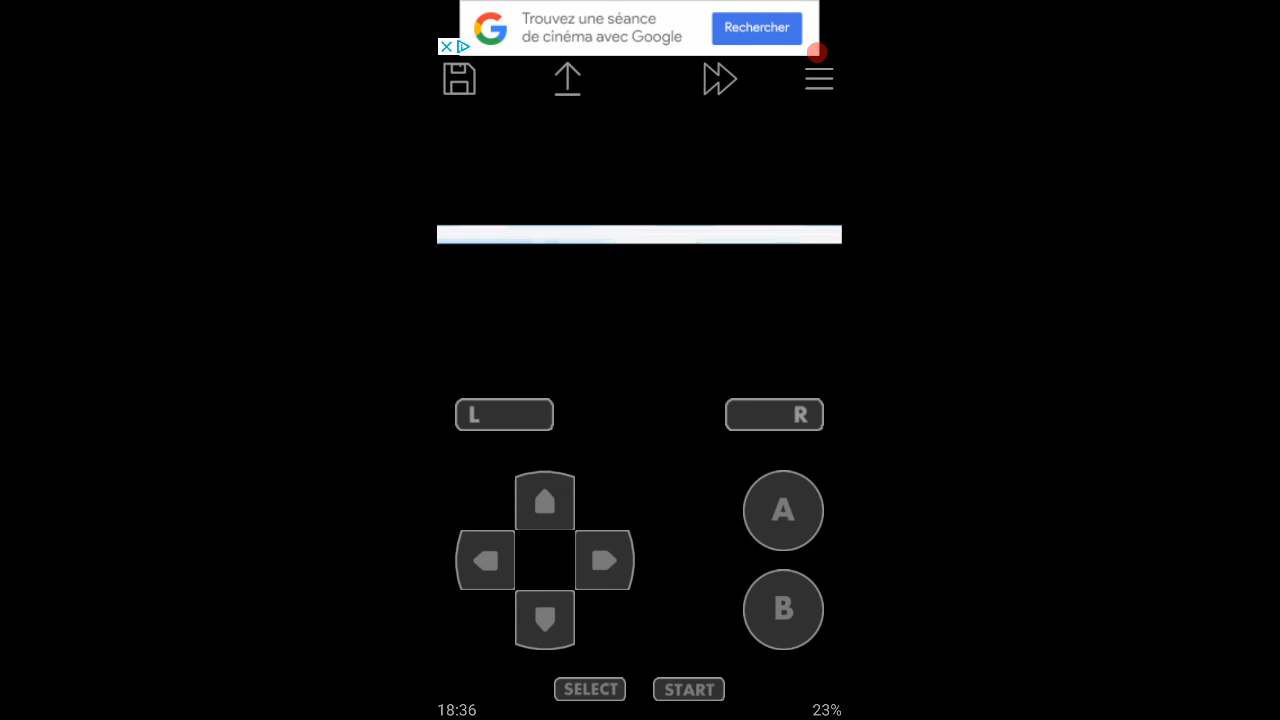 Trouvez une séance
de cinéma avec Google
Rechercher
L
R
A
B
SELECT
START
18:36
23%